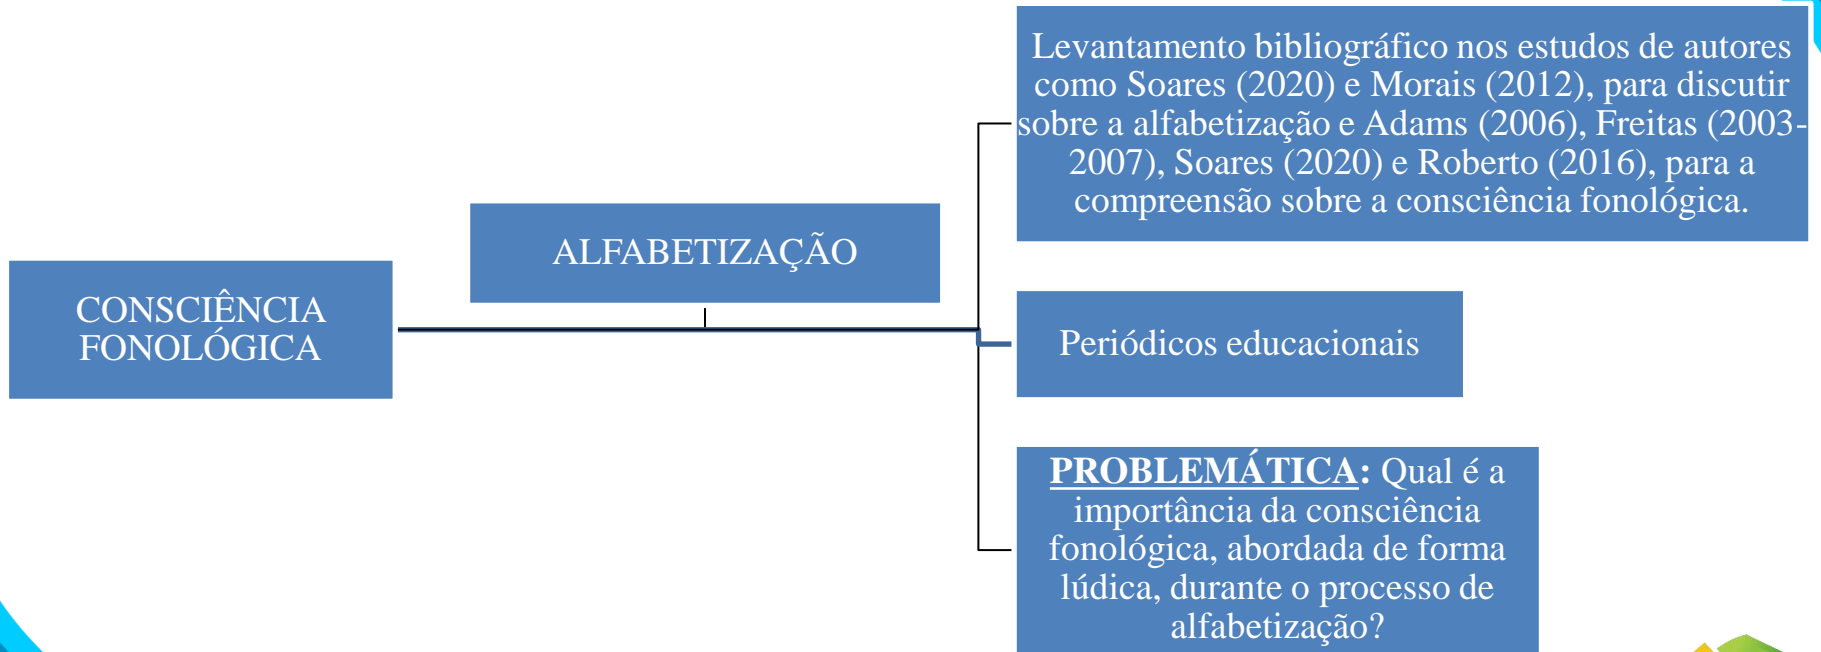 CONSCIÊNCIA
FONOLÓGICA
ALFABETIZAÇÃO
Levantamento bibliográfico nos estudos de autores
como Soares (2020) e Morais (2012), para discutir
sobre a alfabetização e Adams (2006), Freitas (2003-
2007), Soares (2020) e Roberto (2016), para a
compreensão sobre a consciência fonológica.
Periódicos educacionais
PROBLEMÁTICA: Qual é a
importância da consciência
fonológica, abordada de forma
lúdica, durante o processo de
alfabetização?